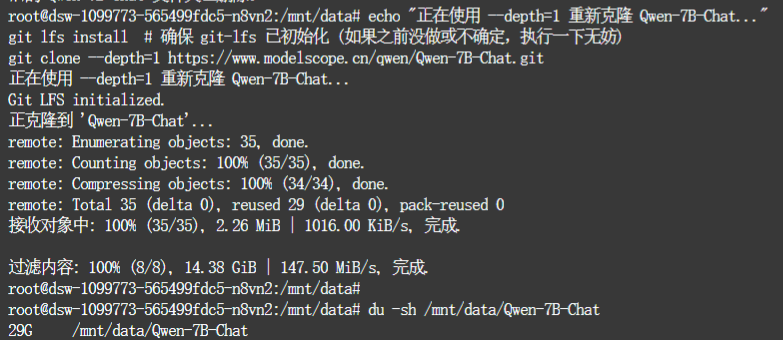 root@dsw-1099773-565499fdc5-n8vn2:/mnt/data# echo "正在使用 --depth=1 重新克隆 Qwen-7B-Chat..."
git lfs install  # 确保 git-lfs 已初始化 (如果之前没做或不确定，执行一下无妨)
git clone --depth=1 https://www.modelscope.cn/qwen/Qwen-7B-Chat.git
正在使用 --depth=1 重新克隆 Qwen-7B-Chat...
Git LFS initialized.
正克隆到 'Qwen-7B-Chat'...
remote: Enumerating objects: 35, done.
remote: Counting objects: 100% (35/35), done.
remote: Compressing objects: 100% (34/34), done.
remote: Total 35 (delta 0), reused 29 (delta 0), pack-reused 0
接收对象中: 100% (35/35), 2.26 MiB | 1016.00 KiB/s, 完成.
过滤内容: 100% (8/8), 14.38 GiB | 147.50 MiB/s, 完成.
root@dsw-1099773-565499fdc5-n8vn2:/mnt/data#
root@dsw-1099773-565499fdc5-n8vn2:/mnt/data# du -sh /mnt/data/Qwen-7B-Chat
29G     /mnt/data/Qwen-7B-Chat